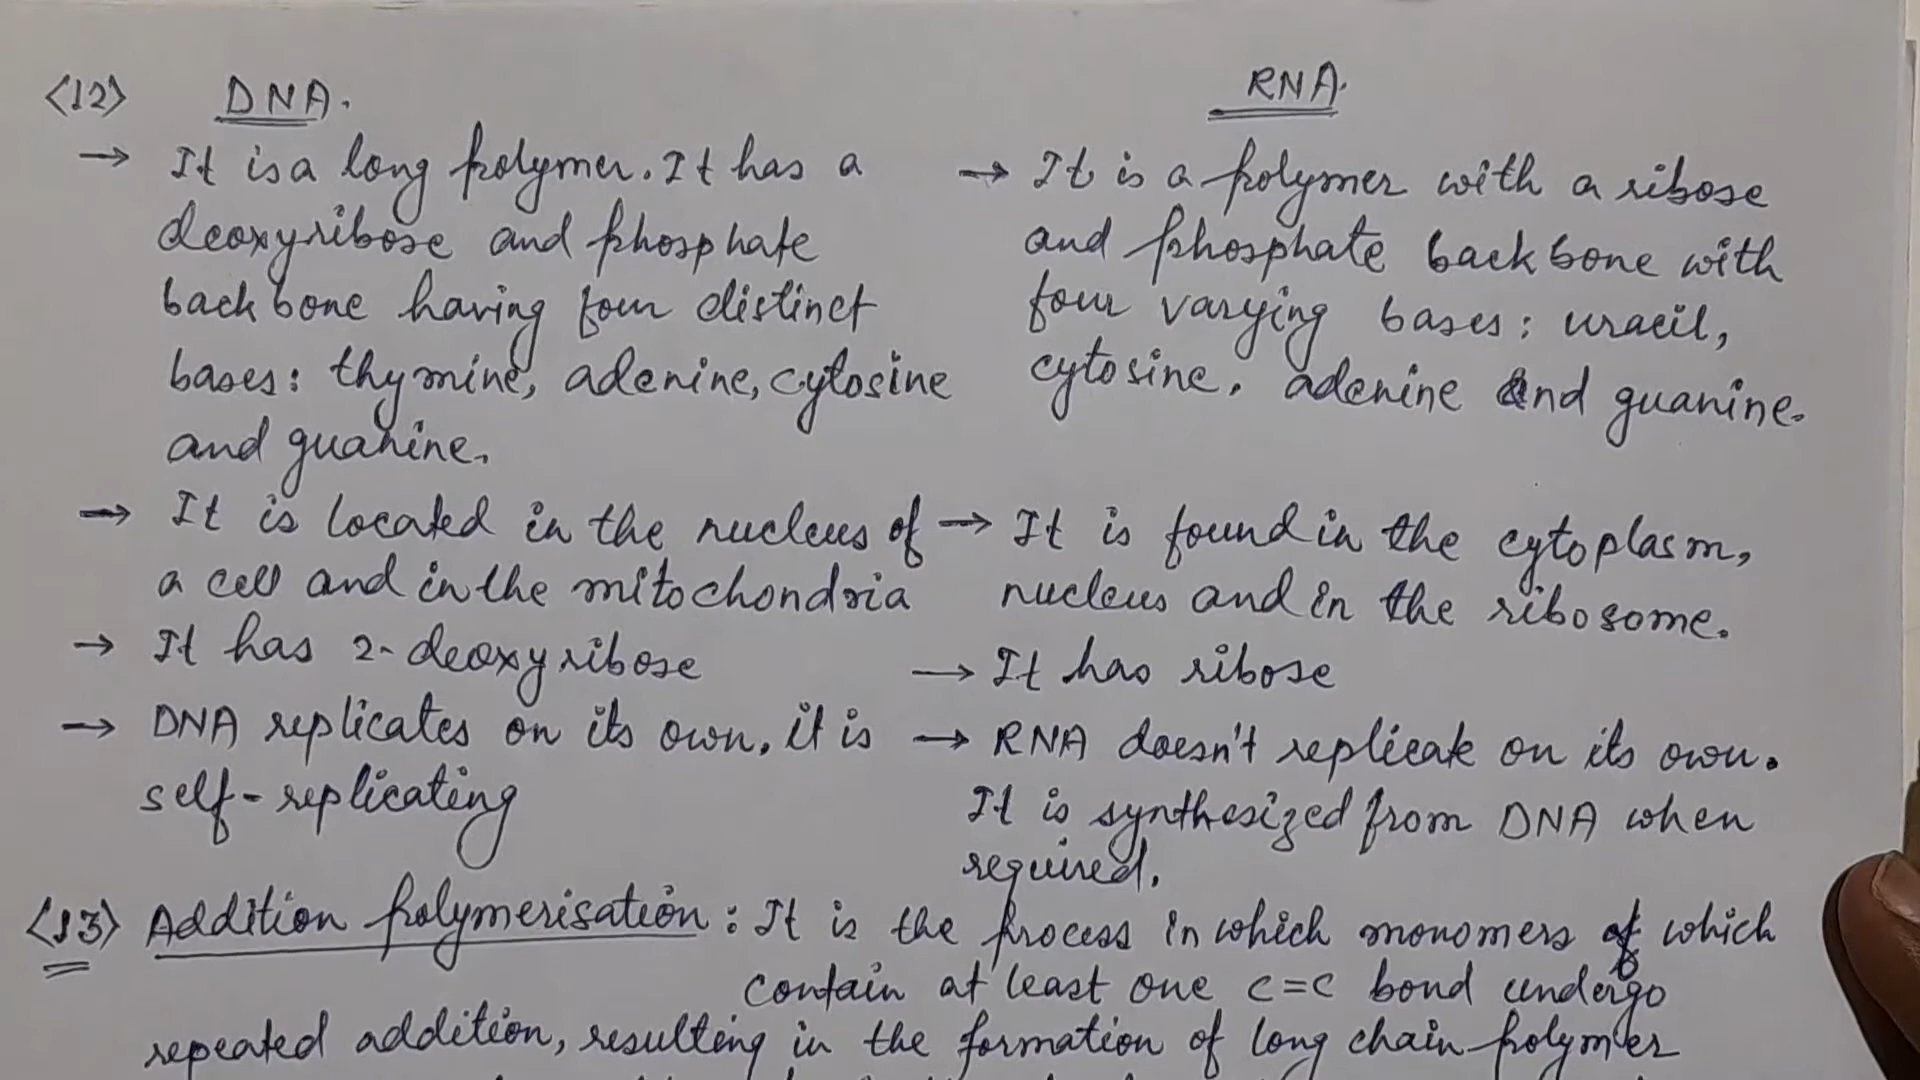 <12> DNA.
→ It is a long polymer. It has a
deoxyribose and phosphate
backbone having four distinct
bases: thymine, adenine, cytosine
and guanine.
→ It is located in the nucleus of
a cell and in the mitochondria
→ It has 2-deoxyribose
→ DNA replicates on its own, it is
self-replicating
RNA.
→ It is a polymer with a ribose
and phosphate backbone with
four varying bases: uracil,
cytosine, adenine and guanine.
→ It is found in the cytoplasm,
nucleus and in the ribosome.
→ It has ribose
→ RNA doesn't replicate on its own.
It is synthesized from DNA when
required.
<13> Addition polymerisation: It is the process in which monomers of which
contain at least one C=C bond undergo
repeated addition, resulting in the formation of long chain polymer